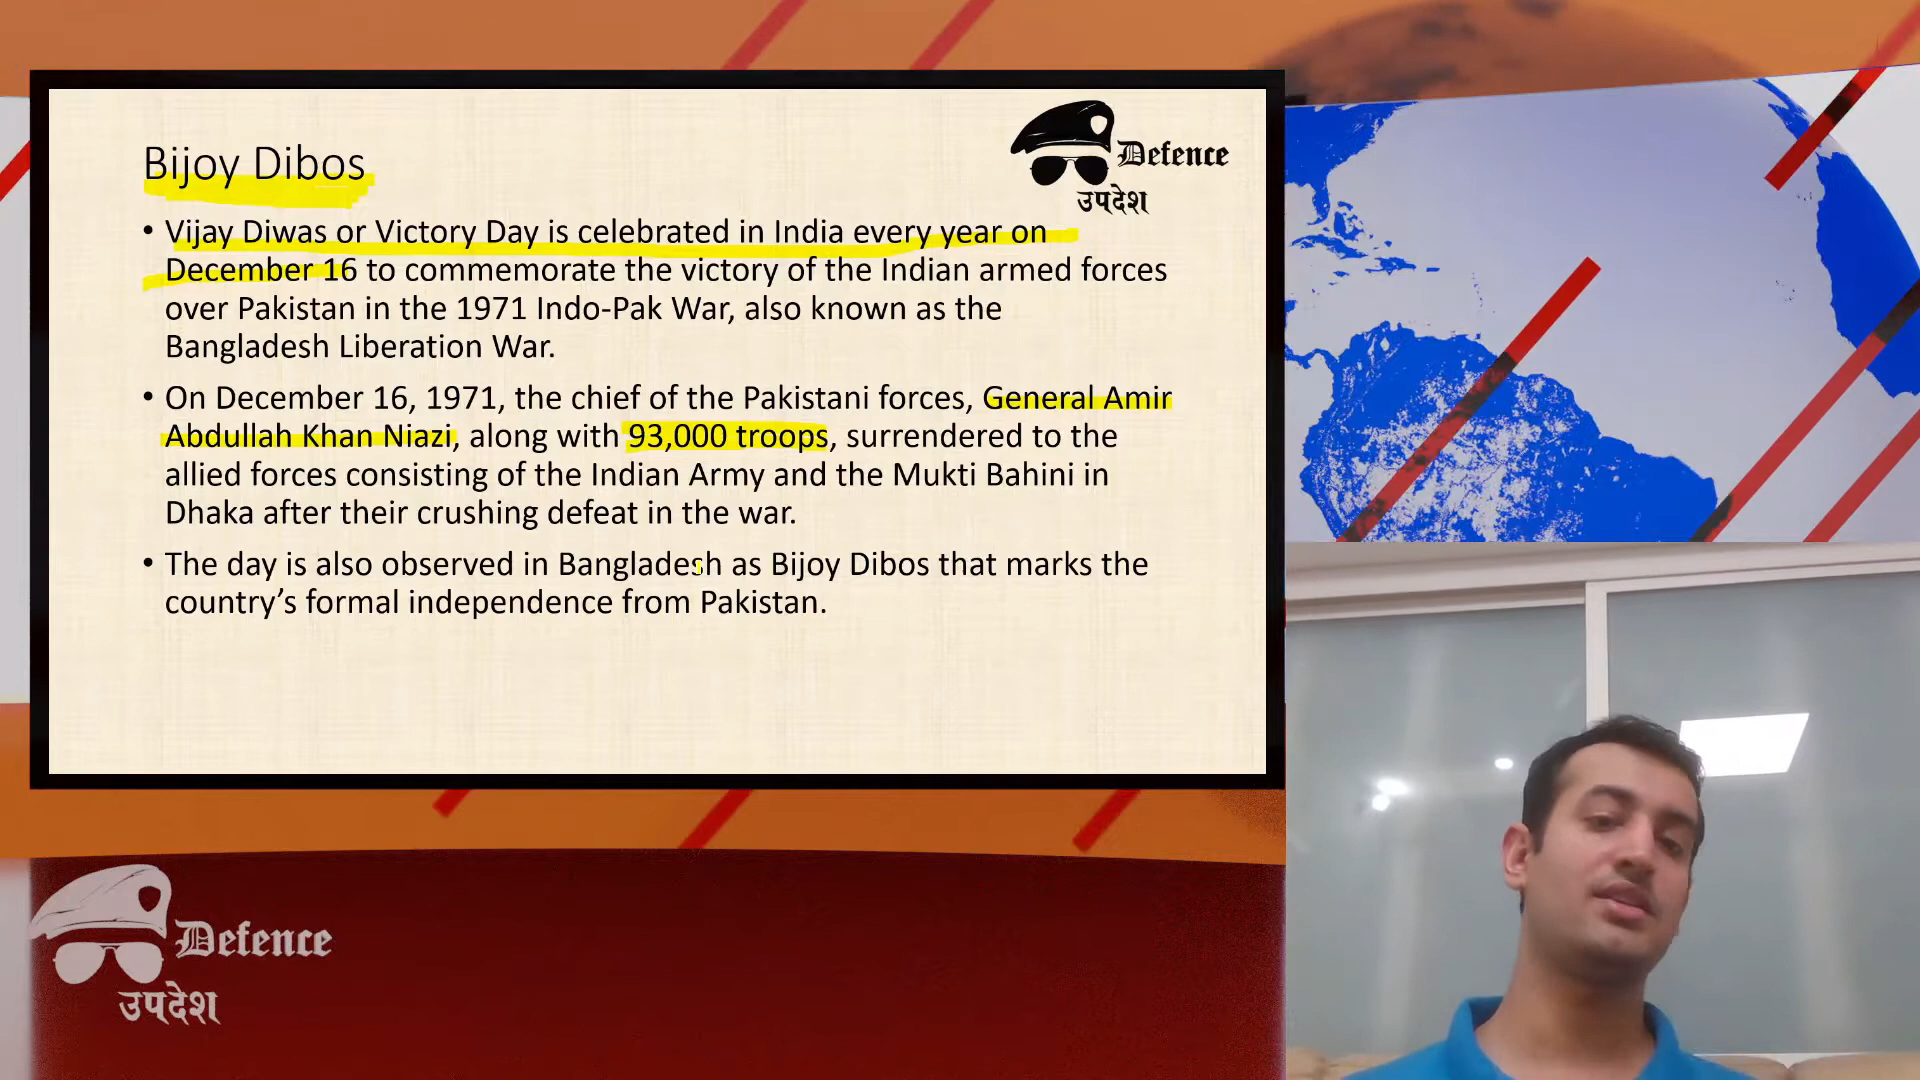 Bijoy Dibos
Defence
उपदेश
• Vijay Diwas or Victory Day is celebrated in India every year on
December 16 to commemorate the victory of the Indian armed forces
over Pakistan in the 1971 Indo-Pak War, also known as the
Bangladesh Liberation War.
• On December 16, 1971, the chief of the Pakistani forces, General Amir
Abdullah Khan Niazi, along with 93,000 troops, surrendered to the
allied forces consisting of the Indian Army and the Mukti Bahini in
Dhaka after their crushing defeat in the war.
• The day is also observed in Bangladesh as Bijoy Dibos that marks the
country’s formal independence from Pakistan.
Defence
उपदेश